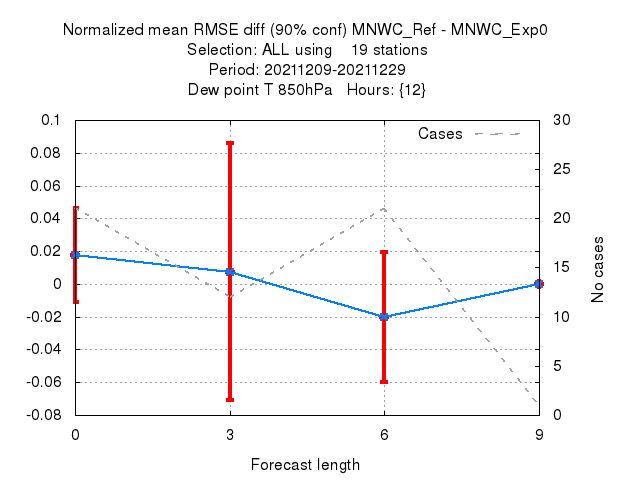 Normalized mean RMSE diff (90% conf) MNWC_Ref - MNWC_Exp0
Selection: ALL using    19 stations
Period: 20211209-20211229
Dew point T 850hPa   Hours: {12}
Cases
0.1
0.08
0.06
0.04
0.02
0
-0.02
-0.04
-0.06
-0.08
30
25
20
15
10
5
0
No cases
0 3 6 9
Forecast length